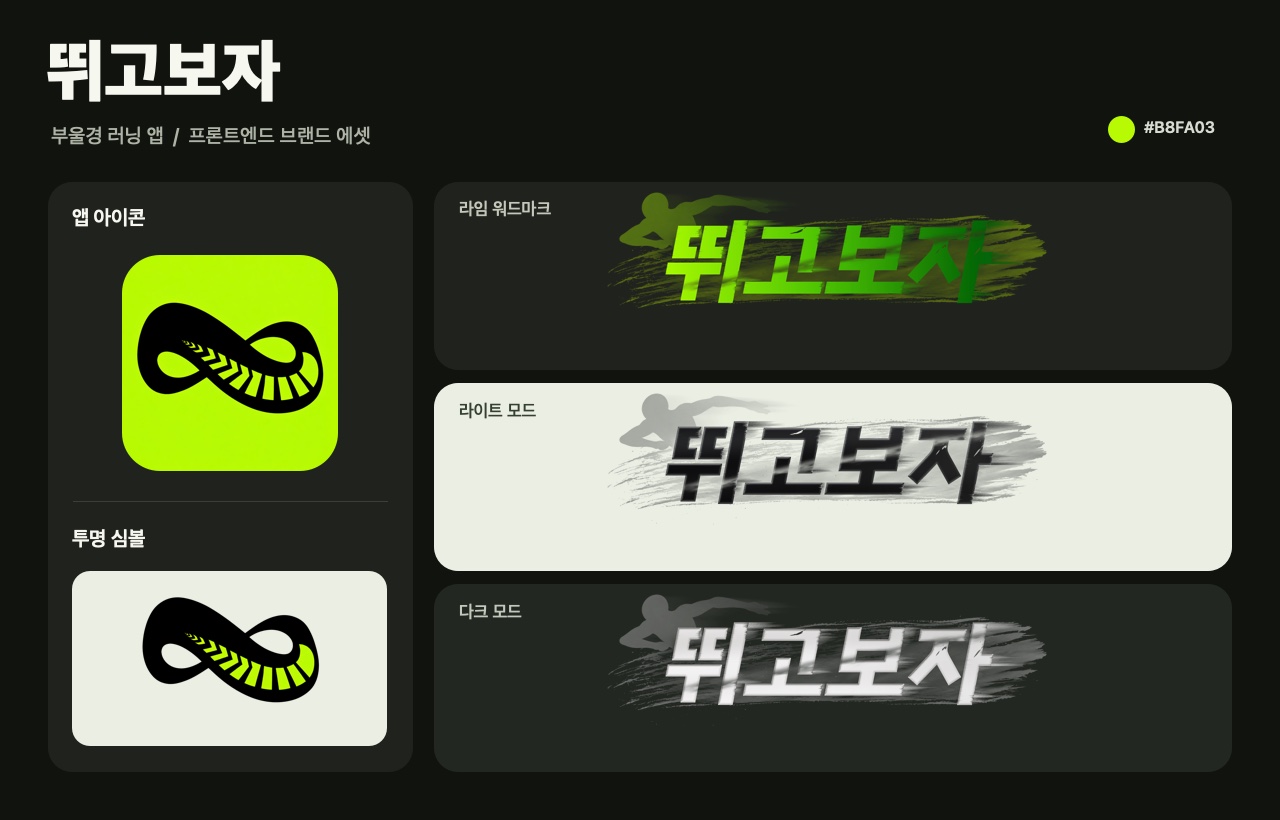 뛰고보자
부울경 러닝 앱 / 프론트엔드 브랜드 에셋
#B8FA03
앱 아이콘
투명 심볼
라임 워드마크
뛰고보자
라이트 모드
뛰고보자
다크 모드
뛰고보자